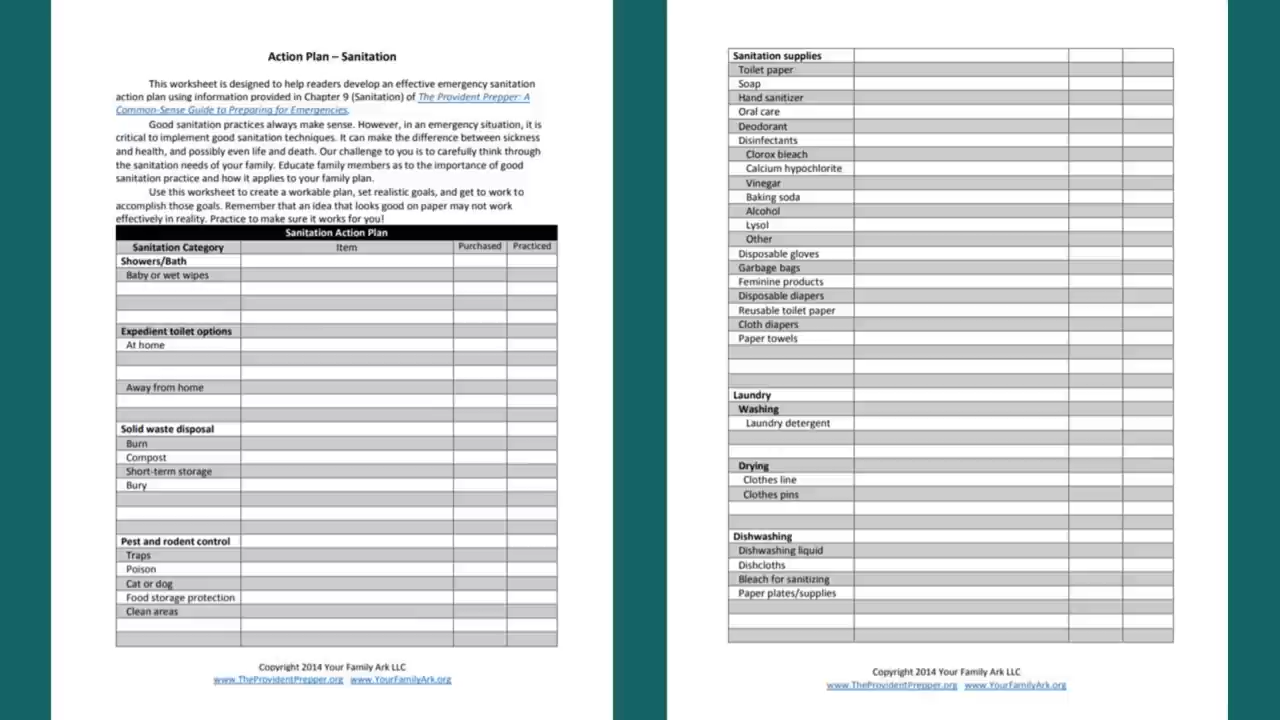 Action Plan – Sanitation
This worksheet is designed to help readers develop an effective emergency sanitation
action plan using information provided in Chapter 9 (Sanitation) of The Provident Prepper: A
Common-Sense Guide to Preparing for Emergencies.
Good sanitation practices always make sense. However, in an emergency situation, it is
critical to implement good sanitation techniques. It can make the difference between sickness
and health, and possibly even life and death. Our challenge to you is to carefully think through
the sanitation needs of your family. Educate family members as to the importance of good
sanitation practice and how it applies to your family plan.
Use this worksheet to create a workable plan, set realistic goals, and get to work to
accomplish those goals. Remember that an idea that looks good on paper may not work
effectively in reality. Practice to make sure it works for you!
Sanitation Action Plan
Sanitation Category Item Purchased Practiced
Showers/Bath
Baby or wet wipes
Expedient toilet options
At home
Away from home
Solid waste disposal
Burn
Compost
Short-term storage
Bury
Pest and rodent control
Traps
Poison
Cat or dog
Food storage protection
Clean areas
Copyright 2014 Your Family Ark LLC
www.TheProvidentPrepper.org www.YourFamilyArk.org
Sanitation supplies
Toilet paper
Soap
Hand sanitizer
Oral care
Deodorant
Disinfectants
Clorox bleach
Calcium hypochlorite
Vinegar
Baking soda
Alcohol
Lysol
Other
Disposable gloves
Garbage bags
Feminine products
Disposable diapers
Reusable toilet paper
Cloth diapers
Paper towels
Laundry
Washing
Laundry detergent
Drying
Clothes line
Clothes pins
Dishwashing
Dishwashing liquid
Dishcloths
Bleach for sanitizing
Paper plates/supplies
Copyright 2014 Your Family Ark LLC
www.TheProvidentPrepper.org www.YourFamilyArk.org